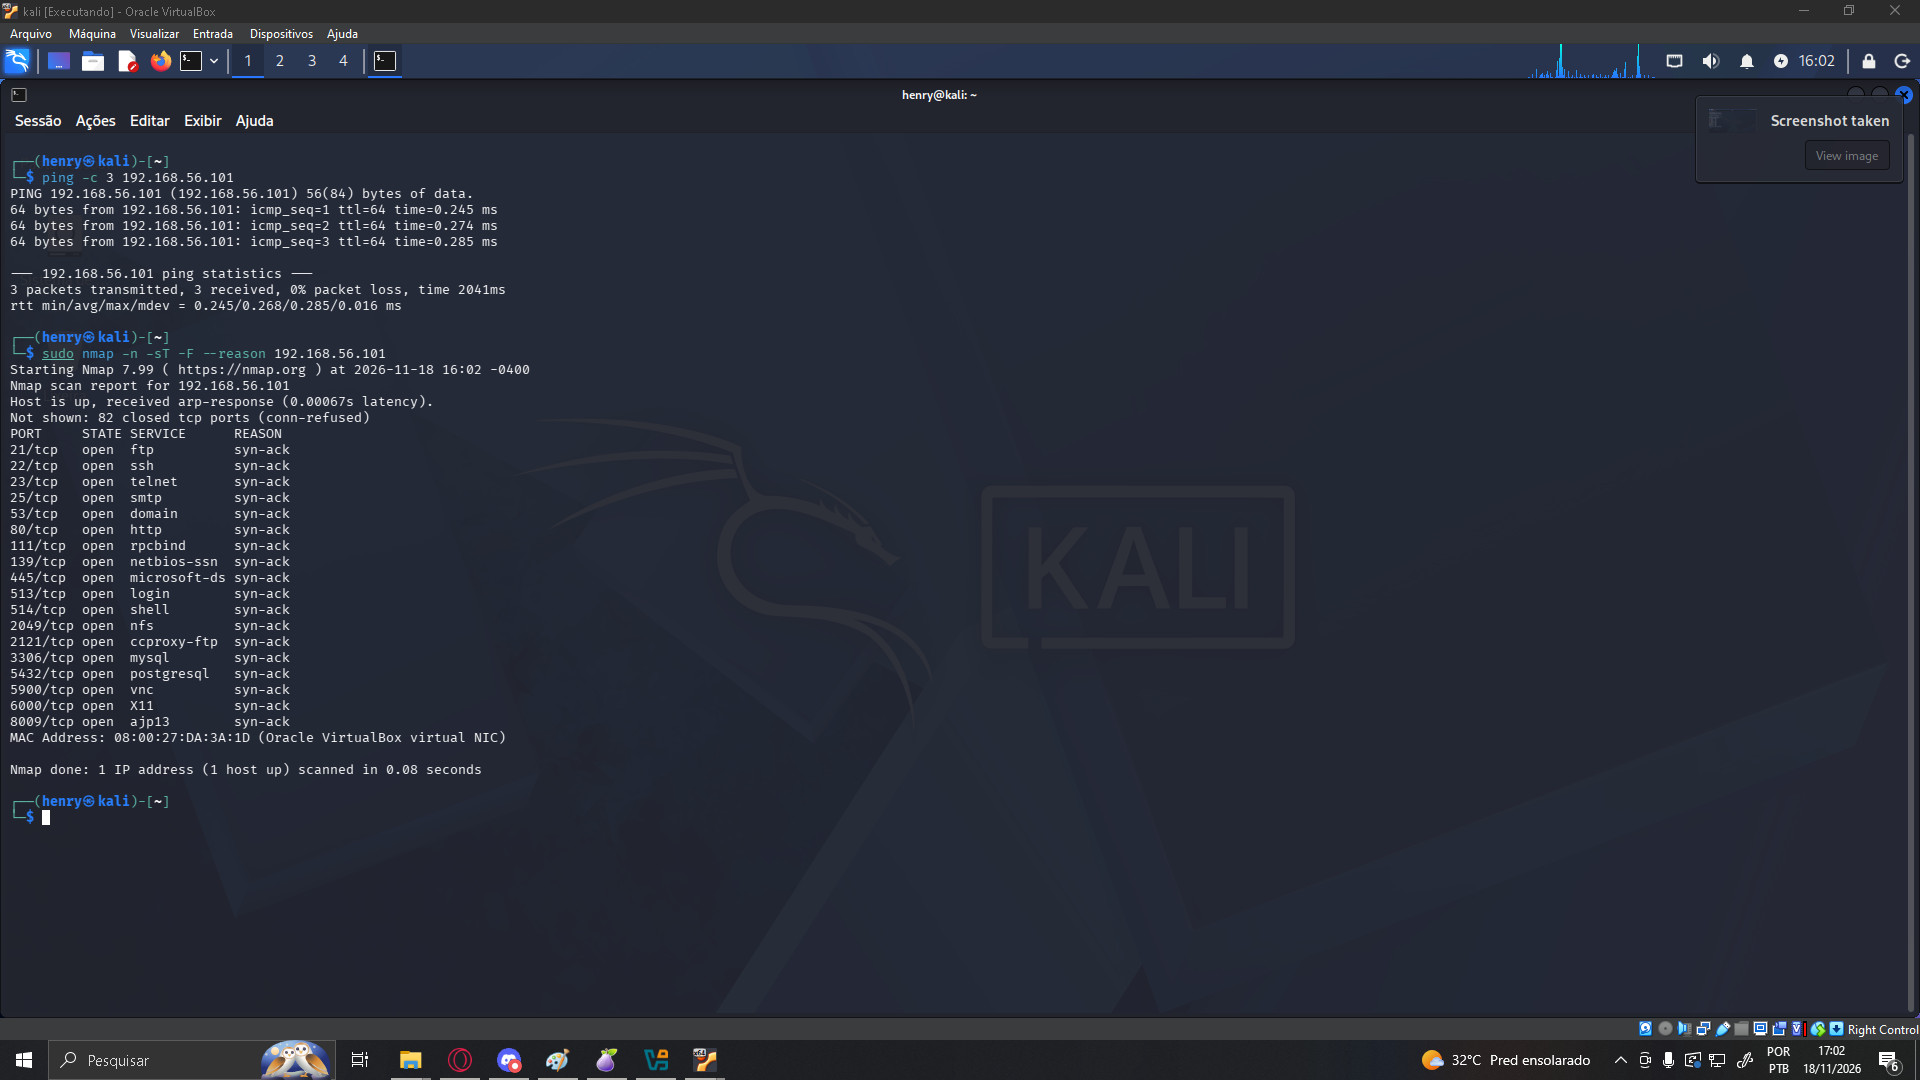 kali [Executando] - Oracle VirtualBox
Arquivo Máquina Visualizar Entrada Dispositivos Ajuda
1 2 3 4 16:02
henry@kali: ~
Sessão Ações Editar Exibir Ajuda
Screenshot taken
View image
┌──(henry㉿kali)-[~]
└─$ ping -c 3 192.168.56.101
PING 192.168.56.101 (192.168.56.101) 56(84) bytes of data.
64 bytes from 192.168.56.101: icmp_seq=1 ttl=64 time=0.245 ms
64 bytes from 192.168.56.101: icmp_seq=2 ttl=64 time=0.274 ms
64 bytes from 192.168.56.101: icmp_seq=3 ttl=64 time=0.285 ms
--- 192.168.56.101 ping statistics ---
3 packets transmitted, 3 received, 0% packet loss, time 2041ms
rtt min/avg/max/mdev = 0.245/0.268/0.285/0.016 ms
┌──(henry㉿kali)-[~]
└─$ sudo nmap -n -sT -F --reason 192.168.56.101
Starting Nmap 7.99 ( https://nmap.org ) at 2026-11-18 16:02 -0400
Nmap scan report for 192.168.56.101
Host is up, received arp-response (0.00067s latency).
Not shown: 82 closed tcp ports (conn-refused)
PORT STATE SERVICE REASON
21/tcp open ftp syn-ack
22/tcp open ssh syn-ack
23/tcp open telnet syn-ack
25/tcp open smtp syn-ack
53/tcp open domain syn-ack
80/tcp open http syn-ack
111/tcp open rpcbind syn-ack
139/tcp open netbios-ssn syn-ack
445/tcp open microsoft-ds syn-ack
513/tcp open login syn-ack
514/tcp open shell syn-ack
2049/tcp open nfs syn-ack
2121/tcp open ccproxy-ftp syn-ack
3306/tcp open mysql syn-ack
5432/tcp open postgresql syn-ack
5900/tcp open vnc syn-ack
6000/tcp open X11 syn-ack
8009/tcp open ajp13 syn-ack
MAC Address: 08:00:27:DA:3A:1D (Oracle VirtualBox virtual NIC)
Nmap done: 1 IP address (1 host up) scanned in 0.08 seconds
┌──(henry㉿kali)-[~]
└─$
KALI
Right Control
Pesquisar
32°C Pred ensolarado
POR
PTB
17:02
18/11/2026
6